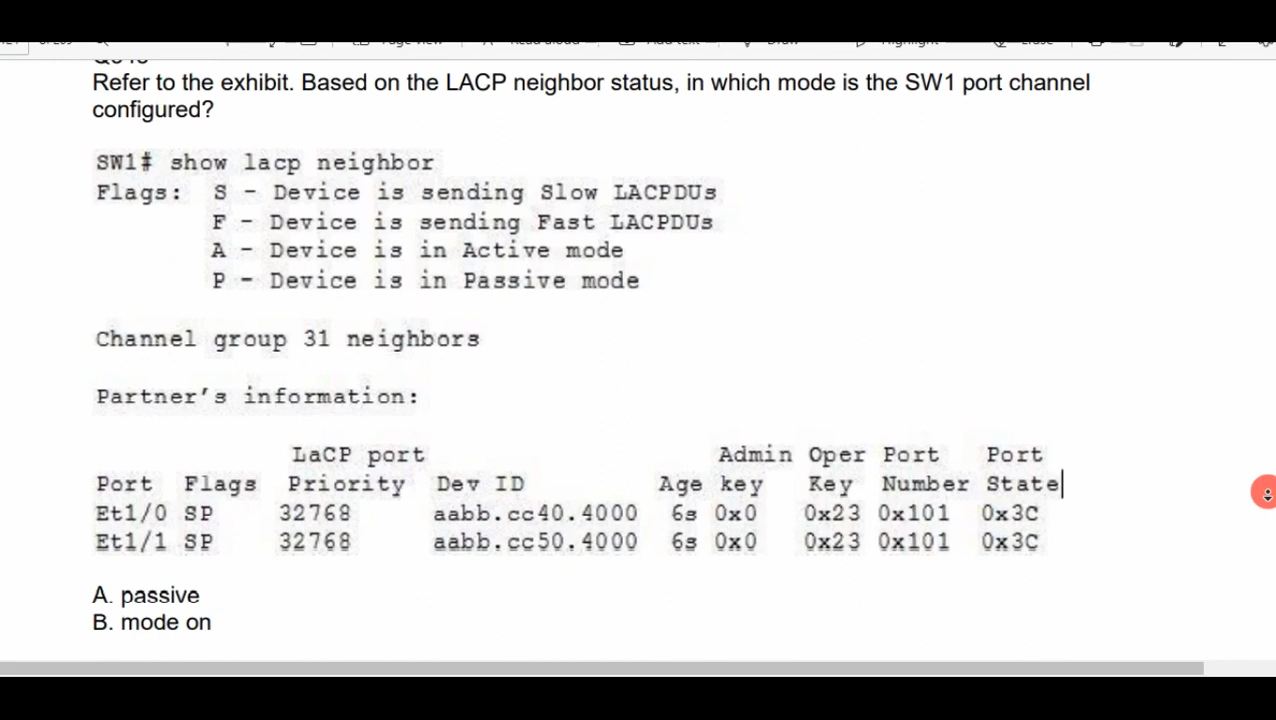 Refer to the exhibit. Based on the LACP neighbor status, in which mode is the SW1 port channel
configured?
SW1# show lacp neighbor
Flags: S - Device is sending Slow LACPDUs
F - Device is sending Fast LACPDUs
A - Device is in Active mode
P - Device is in Passive mode
Channel group 31 neighbors
Partner's information:
LaCP port Admin Oper Port Port
Port Flags Priority Dev ID Age key Key Number State
Et1/0 SP 32768 aabb.cc40.4000 6s 0x0 0x23 0x101 0x3C
Et1/1 SP 32768 aabb.cc50.4000 6s 0x0 0x23 0x101 0x3C
A. passive
B. mode on